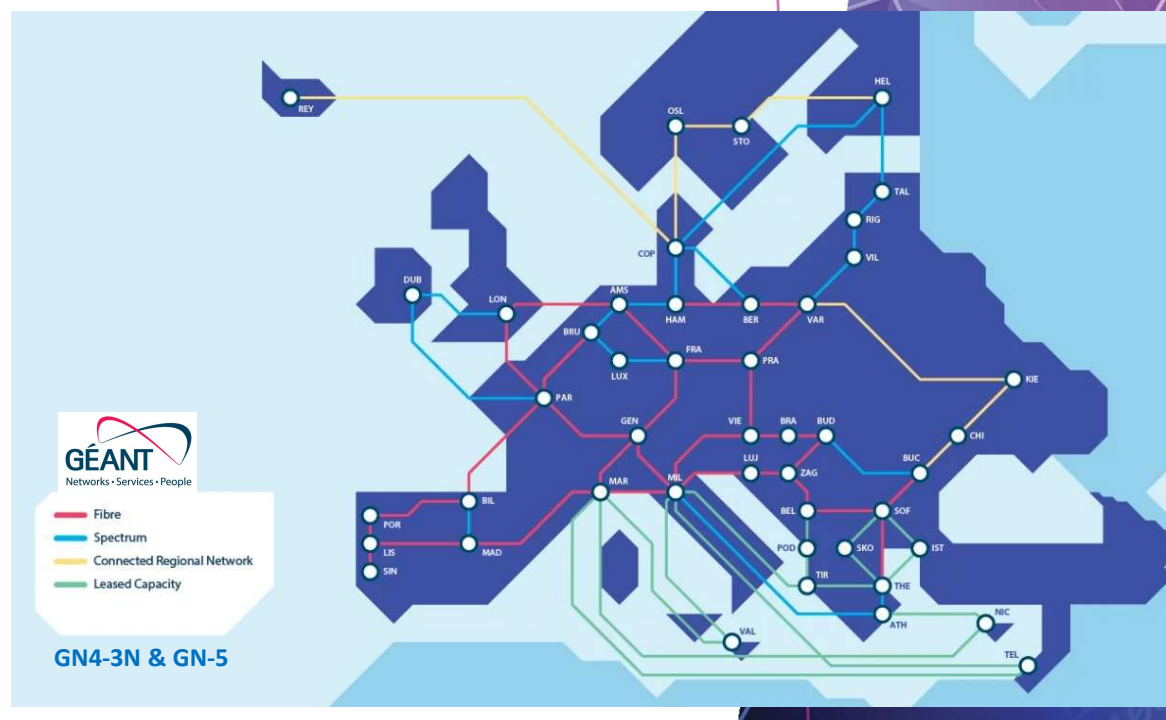 REY
HEL
OSL
STO
TAL
RIG
COP
VIL
DUB
LON
AMS
HAM
BER
VAR
BRU
FRA
PRA
LUX
KIE
PAR
GEN
VIE
BRA
BUD
CHI
LUJ
ZAG
BUC
MAR
MIL
BIL
POR
BEL
SOF
LIS
MAD
POD
SKO
IST
SIN
TIR
THE
NIC
ATH
VAL
TEL
GÉANT
Networks • Services • People
Fibre
Spectrum
Connected Regional Network
Leased Capacity
GN4-3N & GN-5